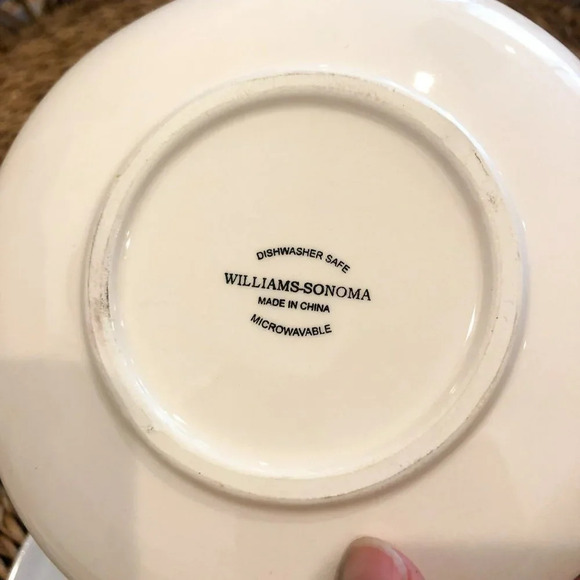 DISHWASHER SAFE
WILLIAMS-SONOMA
MADE IN CHINA
MICROWAVABLE